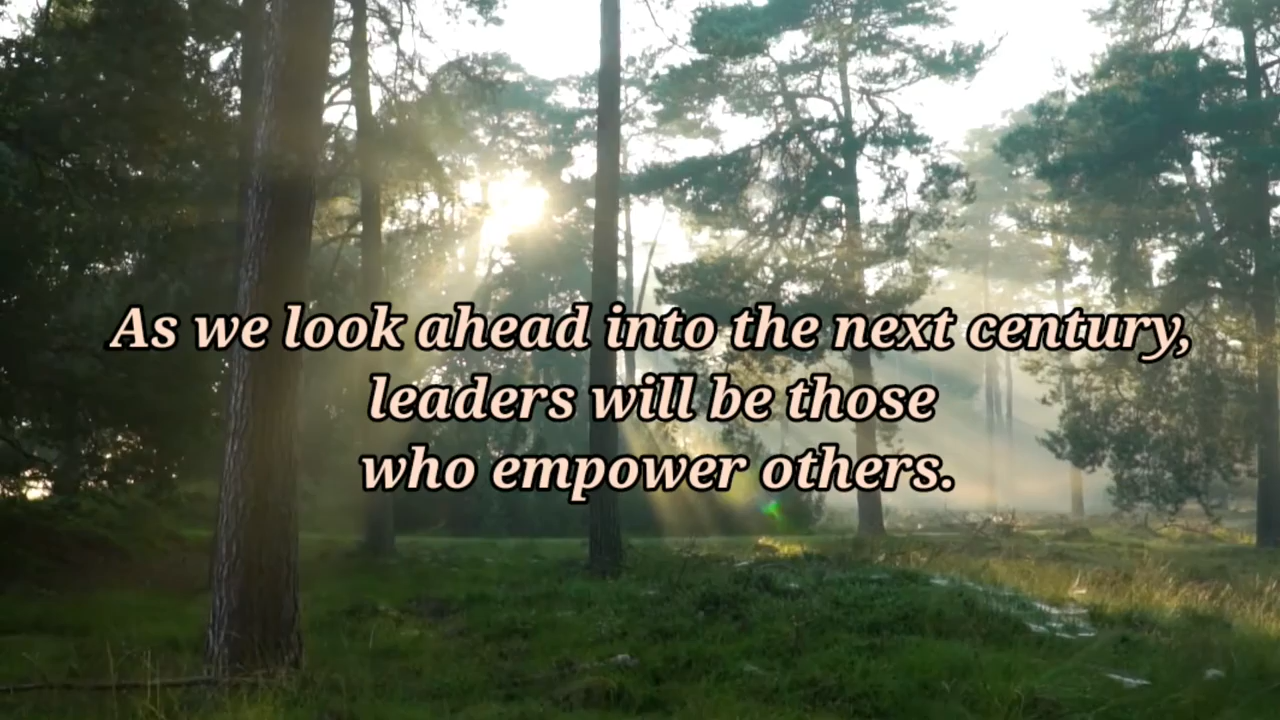 As we look ahead into the next century,
leaders will be those
who empower others.